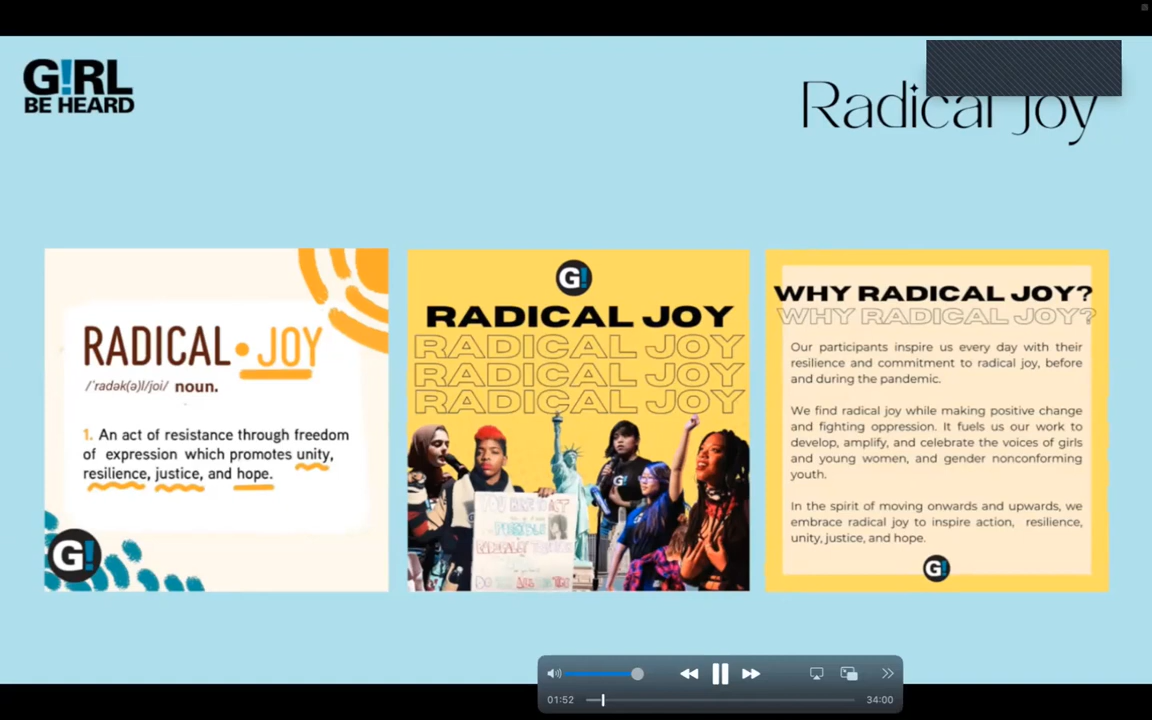 G!RL
BE HEARD
Radical Joy
RADICAL • JOY
/ˈradək(ə)l/joi/ noun.
1. An act of resistance through freedom
of expression which promotes unity,
resilience, justice, and hope.
G!
G!
RADICAL JOY
RADICAL JOY
RADICAL JOY
RADICAL JOY
G!
WHY RADICAL JOY?
WHY RADICAL JOY?
Our participants inspire us every day with their
resilience and commitment to radical joy, before
and during the pandemic.
We find radical joy while making positive change
and fighting oppression. It fuels us our work to
develop, amplify, and celebrate the voices of girls
and young women, and gender nonconforming
youth.
In the spirit of moving onwards and upwards, we
embrace radical joy to inspire action, resilience,
unity, justice, and hope.
G!
01:52
34:00